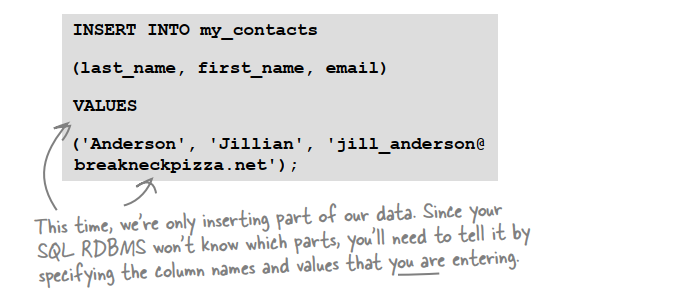 INSERT INTO my_contacts
(last_name, first_name, email)
VALUES
('Anderson', 'Jillian', 'jill_anderson@
breakneckpizza.net');
This time, we're only inserting part of our data. Since your
SQL RDBMS won't know which parts, you'll need to tell it by
specifying the column names and values that you are entering.